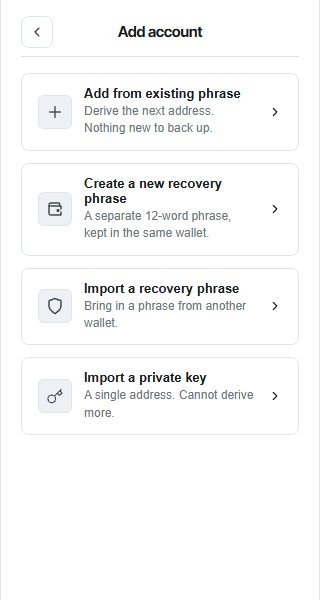 Add account
Add from existing phrase
Derive the next address.
Nothing new to back up.
Create a new recovery
phrase
A separate 12-word phrase,
kept in the same wallet.
Import a recovery phrase
Bring in a phrase from another
wallet.
Import a private key
A single address. Cannot derive
more.